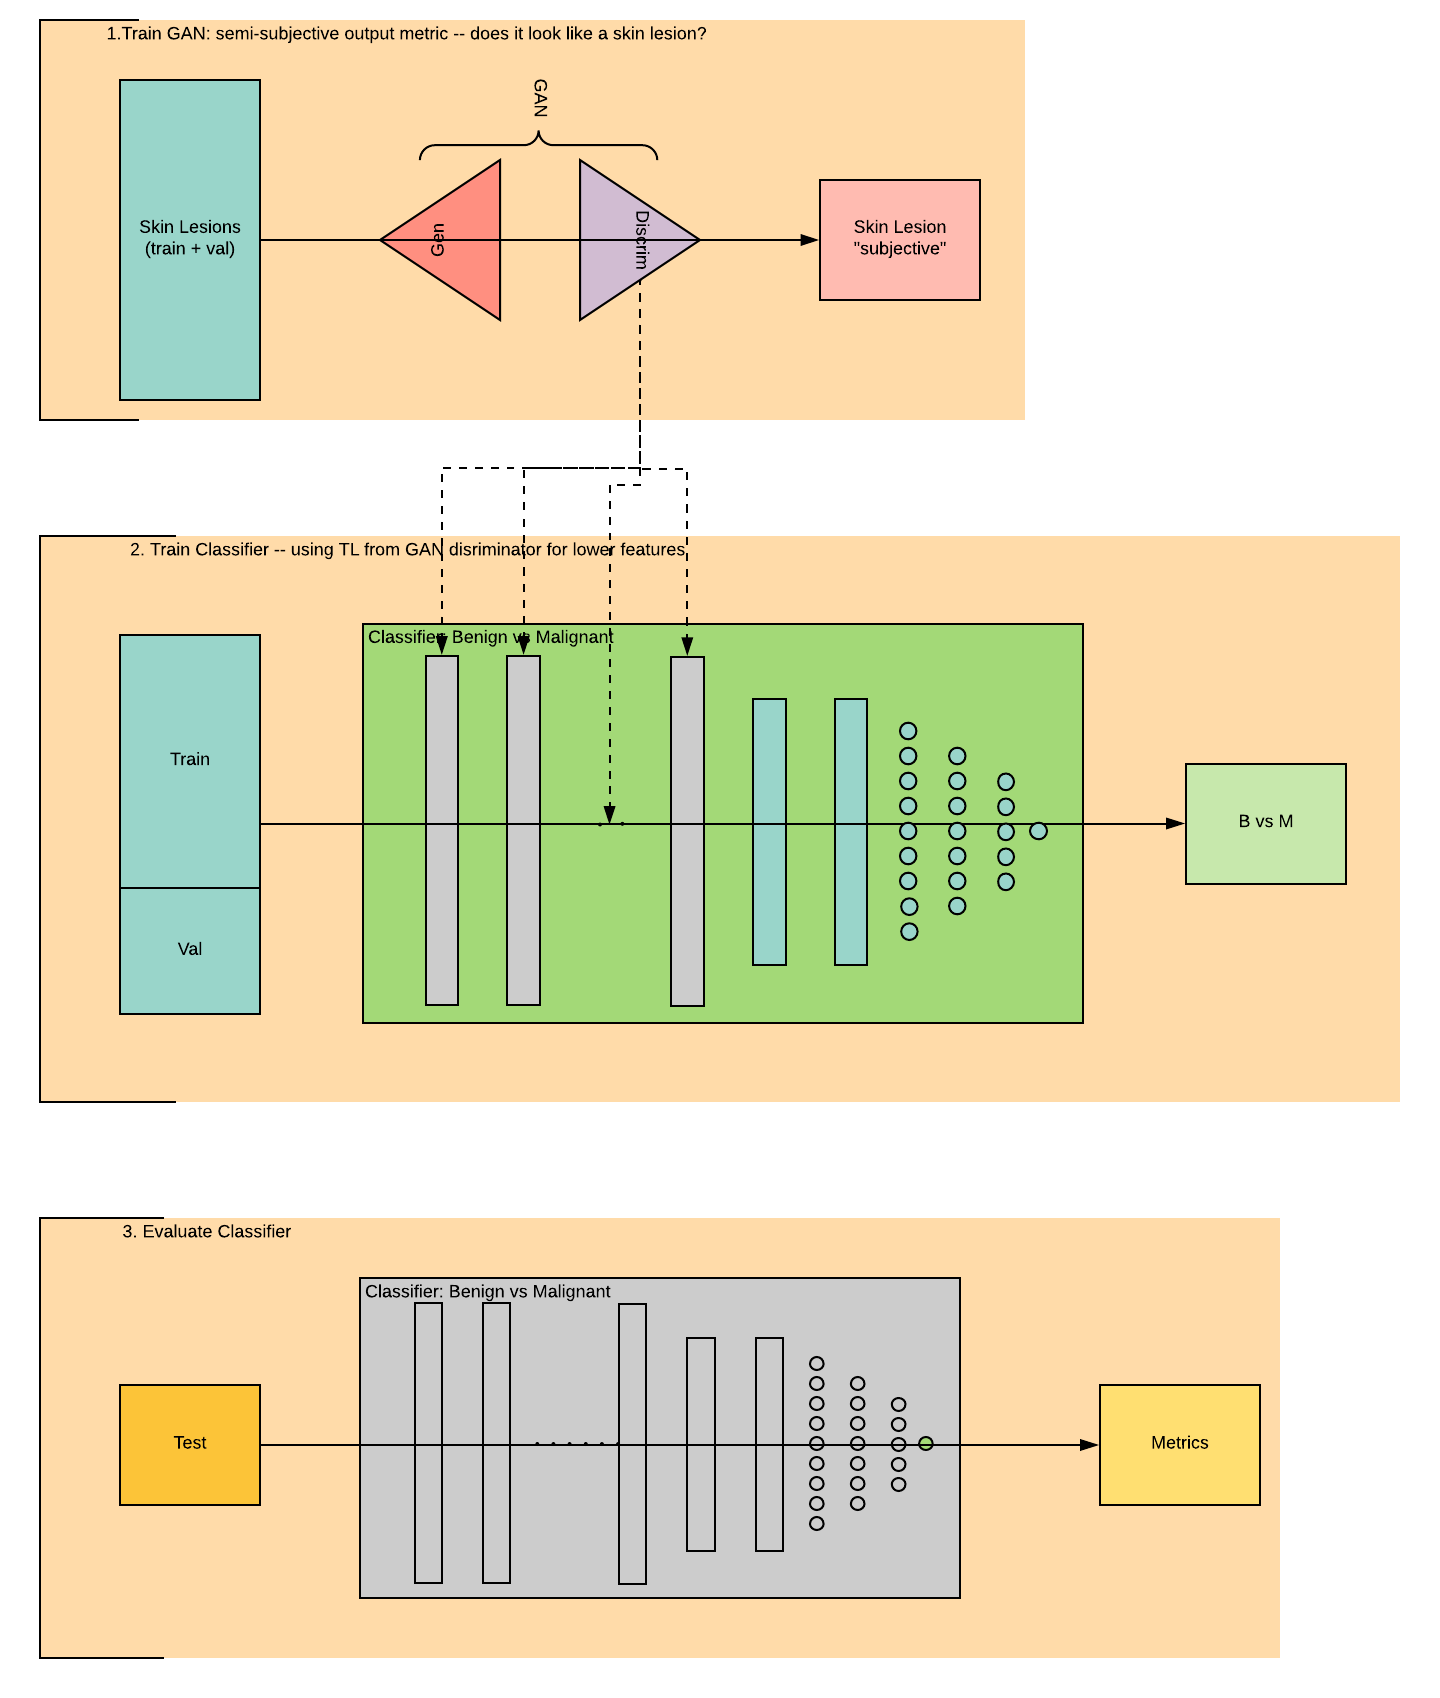 1.Train GAN: semi-subjective output metric -- does it look like a skin lesion?
GAN
Skin Lesions
(train + val)
Gen
Discrim
Skin Lesion
"subjective"
2. Train Classifier -- using TL from GAN disriminator for lower features
Classifier: Benign vs Malignant
Train
Val
B vs M
3. Evaluate Classifier
Classifier: Benign vs Malignant
Test
Metrics